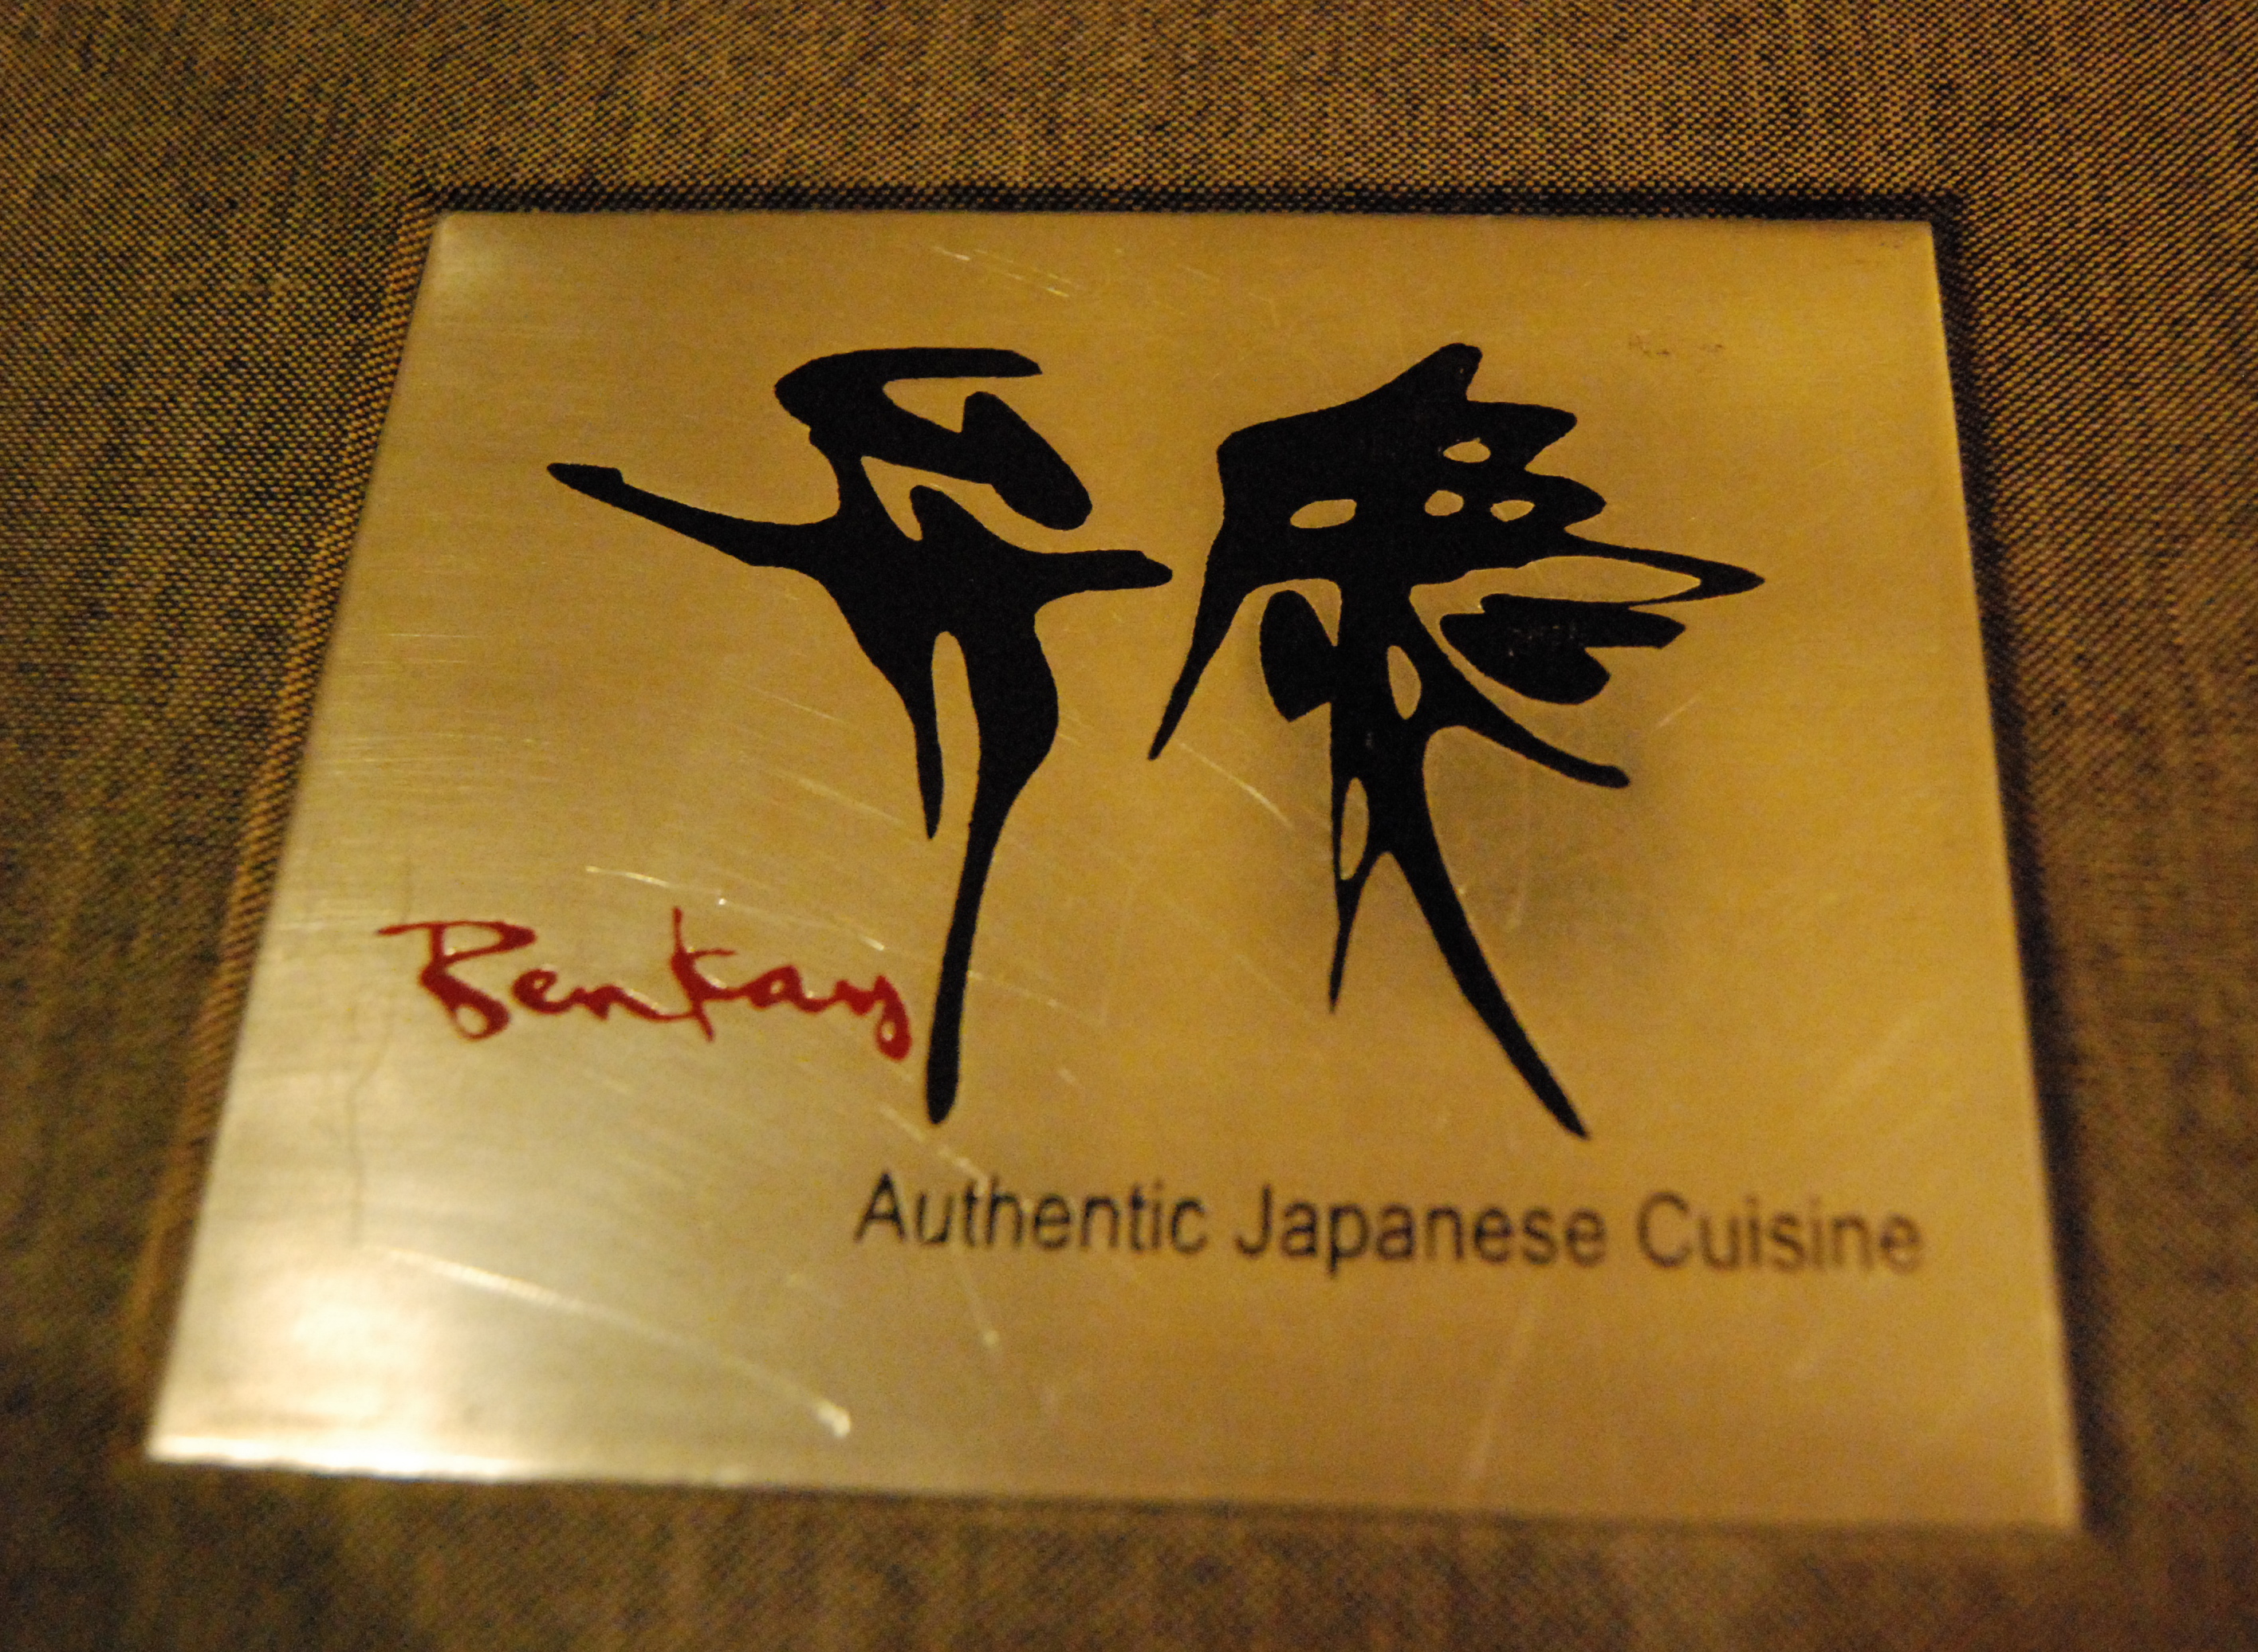 弁慶
Benkay
Authentic Japanese Cuisine